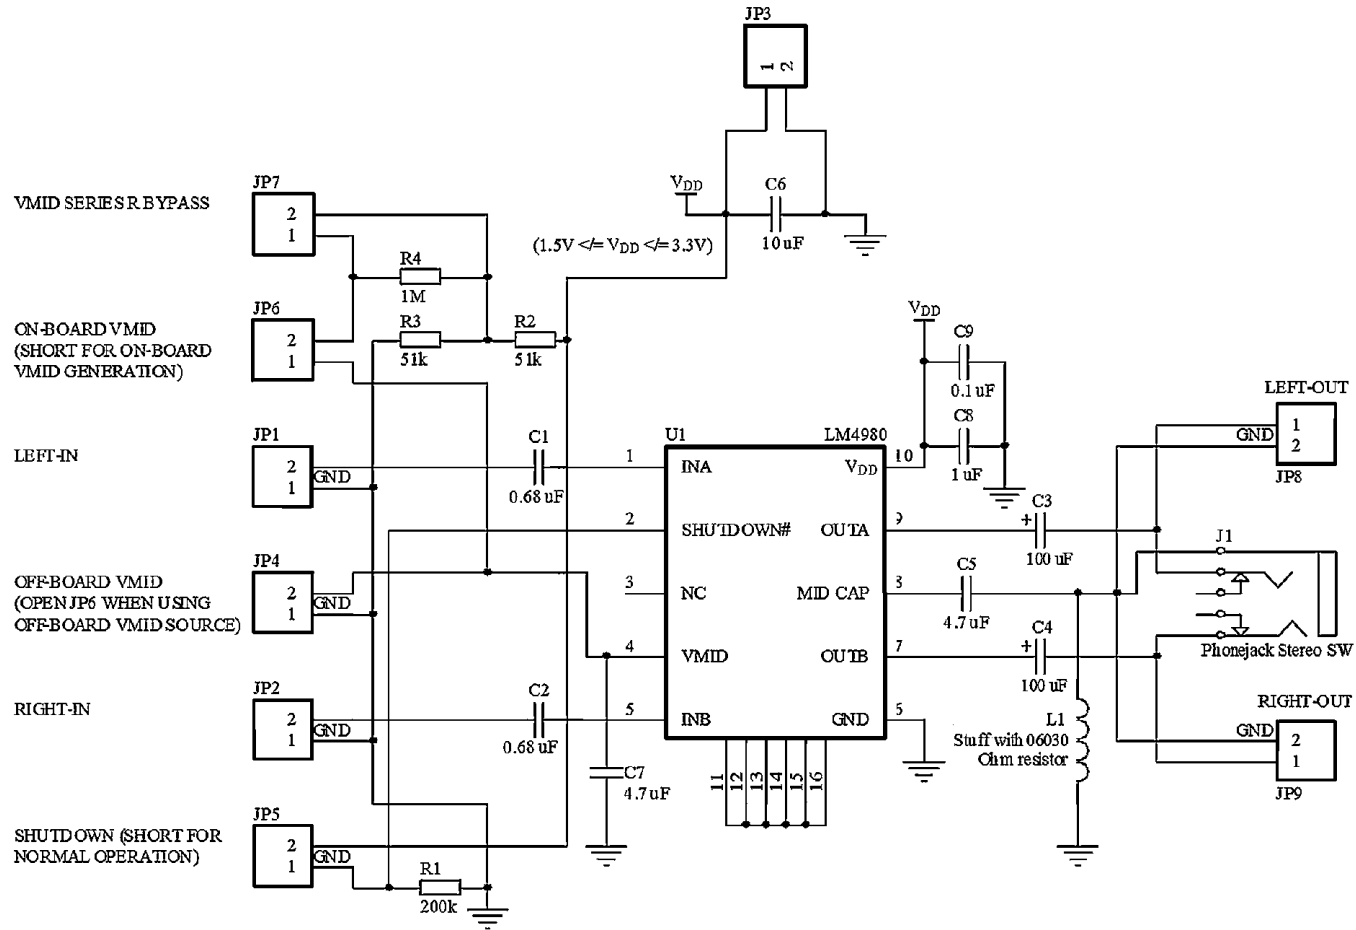 JP3
1
2
JP7
VMID SERIES R BYPASS
2
1
VDD
C6
10 uF
(1.5V </= VDD </= 3.3V)
R4
1M
JP6
ON-BOARD VMID
(SHORT FOR ON-BOARD
VMID GENERATION)
2
1
R3
51k
R2
51k
VDD
C9
0.1 uF
C8
1 uF
LEFT-OUT
1
GND
2
JP8
JP1
LEFT-IN
2
GND
1
C1
0.68 uF
U1
LM4980
1
INA
VDD
10
2
SHUTDOWN#
OUTA
9
C3
+
100 uF
J1
3
NC
MID CAP
8
C5
4.7 uF
JP4
OFF-BOARD VMID
(OPEN JP6 WHEN USING
OFF-BOARD VMID SOURCE)
2
GND
1
4
VMID
OUTB
7
C4
+
100 uF
Phonejack Stereo SW
JP2
RIGHT-IN
2
GND
1
C2
0.68 uF
5
INB
GND
6
L1
Stuff with 06030
Ohm resistor
RIGHT-OUT
GND
2
1
JP9
C7
4.7 uF
11
12
13
14
15
16
JP5
SHUTDOWN (SHORT FOR
NORMAL OPERATION)
2
GND
1
R1
200k